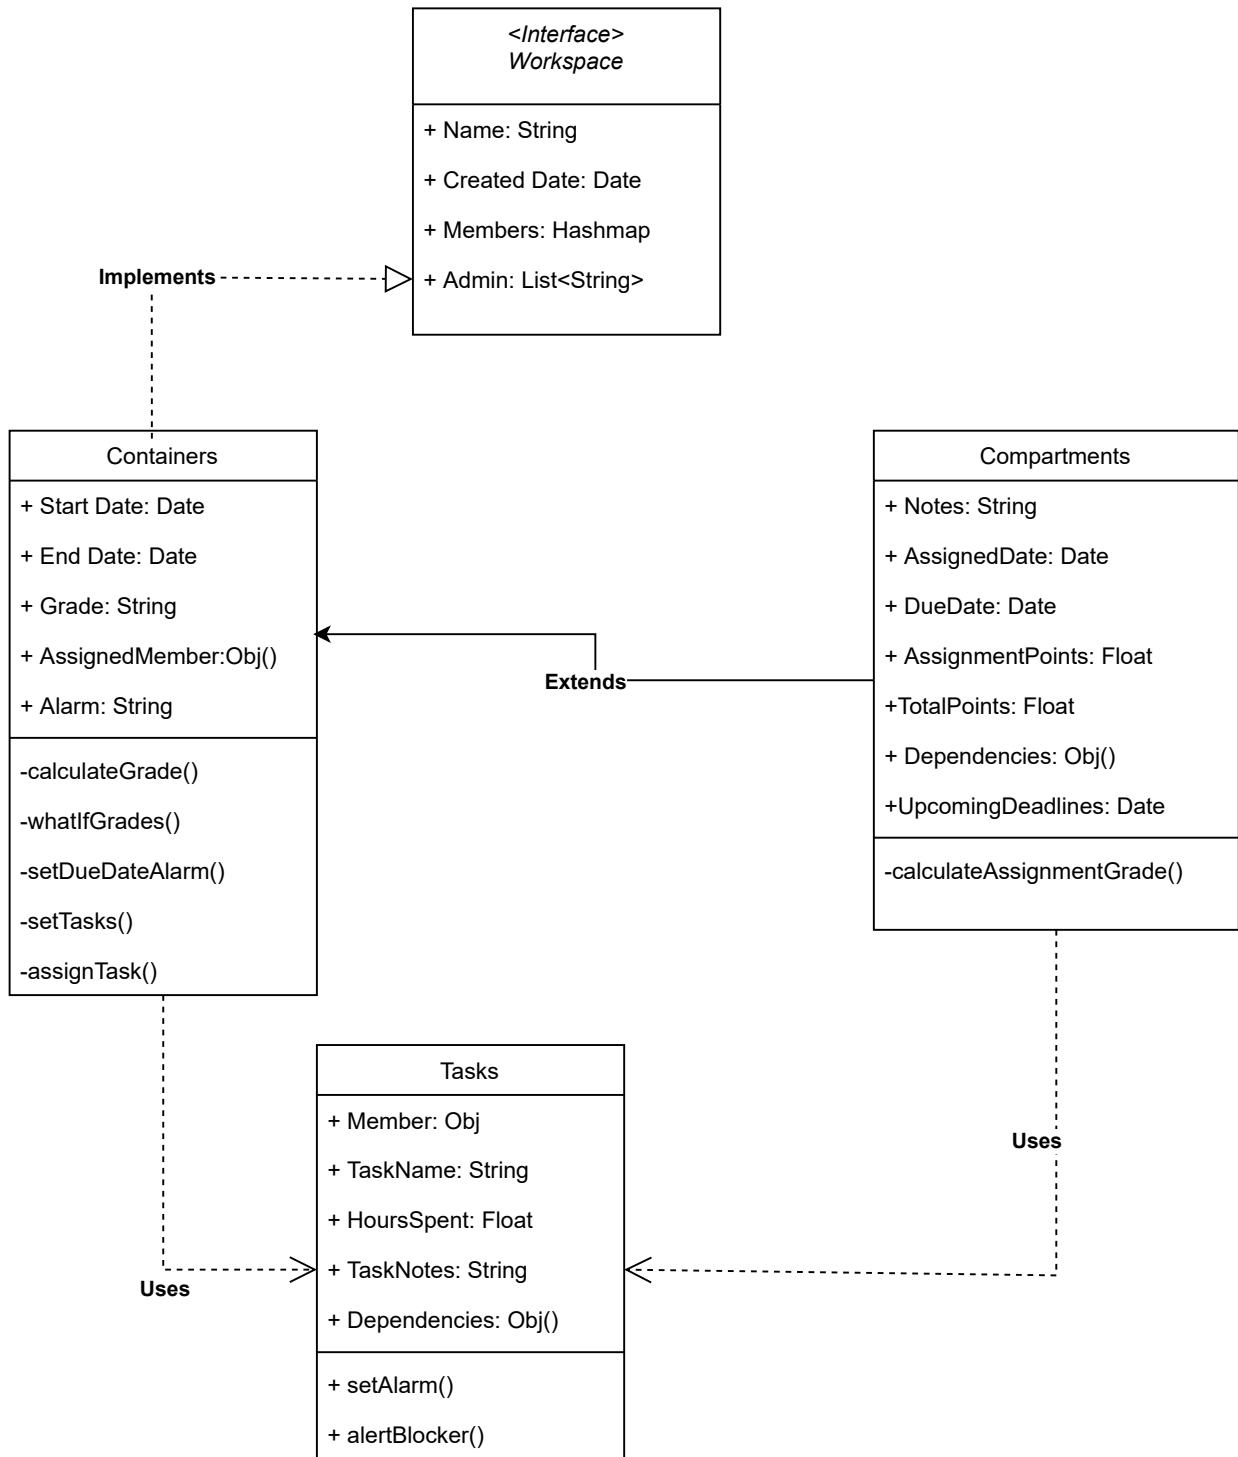 <Interface>
Workspace
+ Name: String
+ Created Date: Date
+ Members: Hashmap
+ Admin: List<String>
Implements
Containers
+ Start Date: Date
+ End Date: Date
+ Grade: String
+ AssignedMember:Obj()
+ Alarm: String
-calculateGrade()
-whatIfGrades()
-setDueDateAlarm()
-setTasks()
-assignTask()
Extends
Compartments
+ Notes: String
+ AssignedDate: Date
+ DueDate: Date
+ AssignmentPoints: Float
+TotalPoints: Float
+ Dependencies: Obj()
+UpcomingDeadlines: Date
-calculateAssignmentGrade()
Uses
Tasks
+ Member: Obj
+ TaskName: String
+ HoursSpent: Float
+ TaskNotes: String
+ Dependencies: Obj()
+ setAlarm()
+ alertBlocker()
Uses